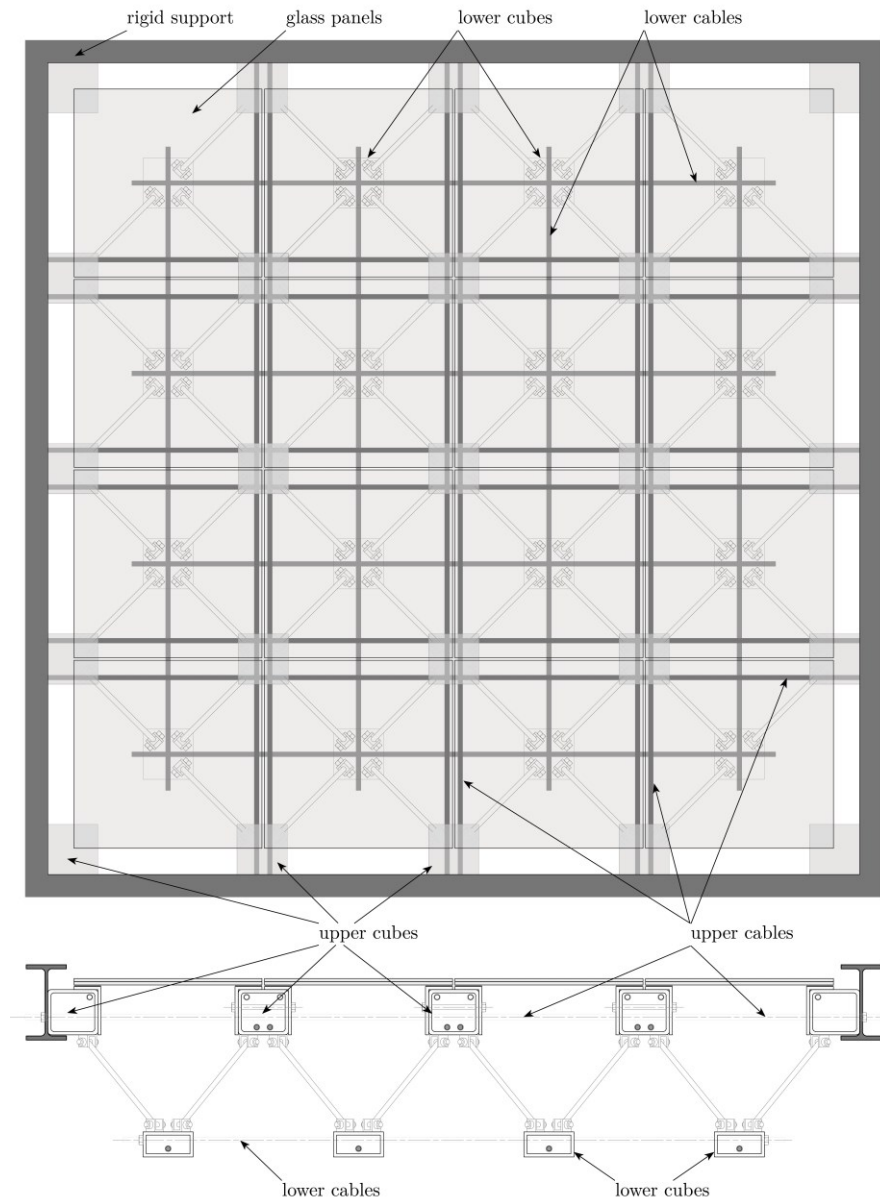 rigid support
glass panels
lower cubes
lower cables
upper cubes
upper cables
lower cables
lower cubes